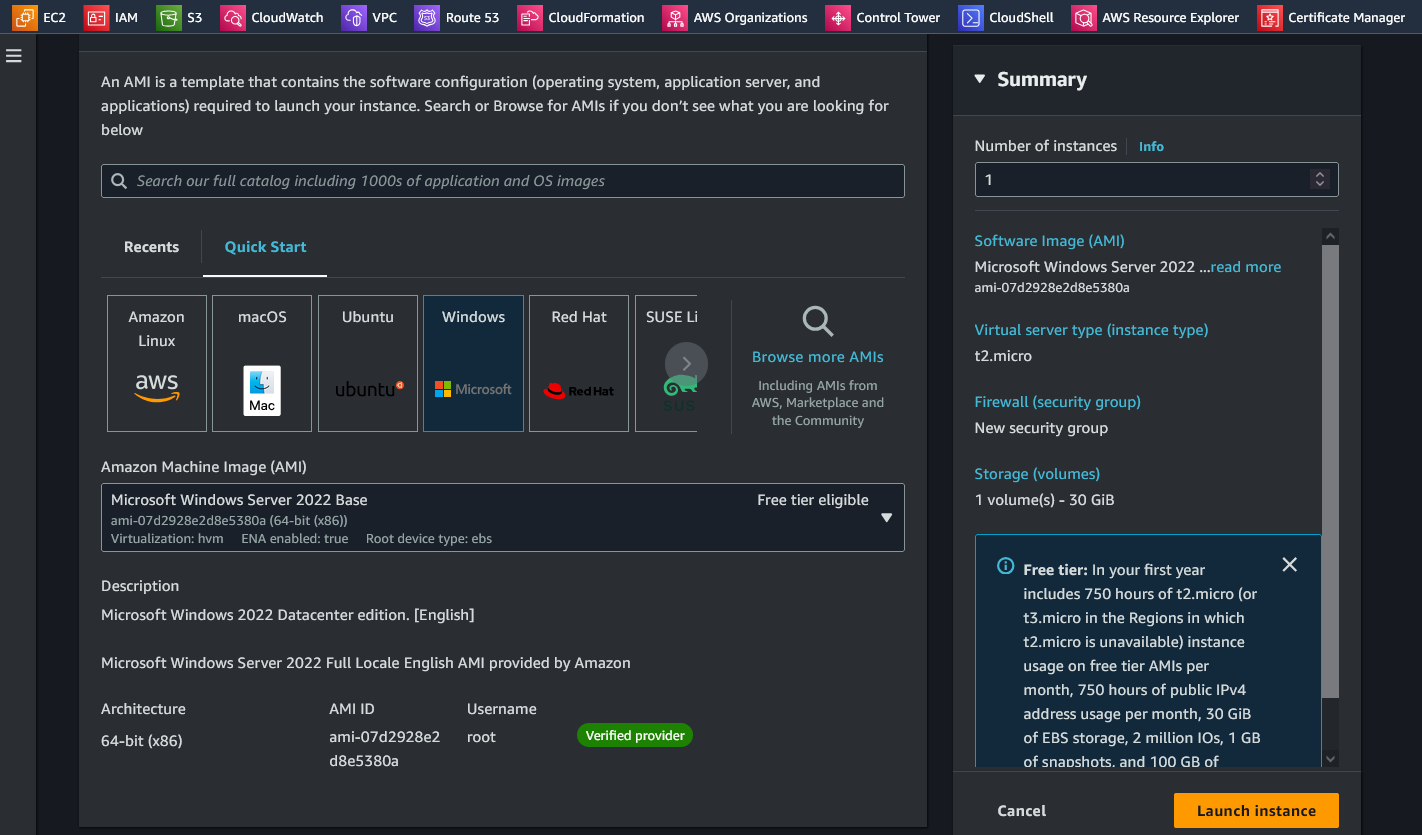 EC2 IAM S3 CloudWatch VPC Route 53 CloudFormation AWS Organizations Control Tower CloudShell AWS Resource Explorer Certificate Manager
An AMI is a template that contains the software configuration (operating system, application server, and
applications) required to launch your instance. Search or Browse for AMIs if you don’t see what you are looking for
below
Search our full catalog including 1000s of application and OS images
Recents
Quick Start
Amazon
Linux
aws
macOS
Mac
Ubuntu
ubuntu
Windows
Microsoft
Red Hat
Red Hat
SUSE Li
SUS
Browse more AMIs
Including AMIs from
AWS, Marketplace and
the Community
Amazon Machine Image (AMI)
Microsoft Windows Server 2022 Base
Free tier eligible
ami-07d2928e2d8e5380a (64-bit (x86))
Virtualization: hvm ENA enabled: true Root device type: ebs
Description
Microsoft Windows 2022 Datacenter edition. [English]
Microsoft Windows Server 2022 Full Locale English AMI provided by Amazon
Architecture
64-bit (x86)
AMI ID
ami-07d2928e2
d8e5380a
Username
root
Verified provider
Summary
Number of instances
Info
1
Software Image (AMI)
Microsoft Windows Server 2022 ...read more
ami-07d2928e2d8e5380a
Virtual server type (instance type)
t2.micro
Firewall (security group)
New security group
Storage (volumes)
1 volume(s) - 30 GiB
Free tier: In your first year
includes 750 hours of t2.micro (or
t3.micro in the Regions in which
t2.micro is unavailable) instance
usage on free tier AMIs per
month, 750 hours of public IPv4
address usage per month, 30 GiB
of EBS storage, 2 million IOs, 1 GB
of snapshots, and 100 GB of
Cancel
Launch instance